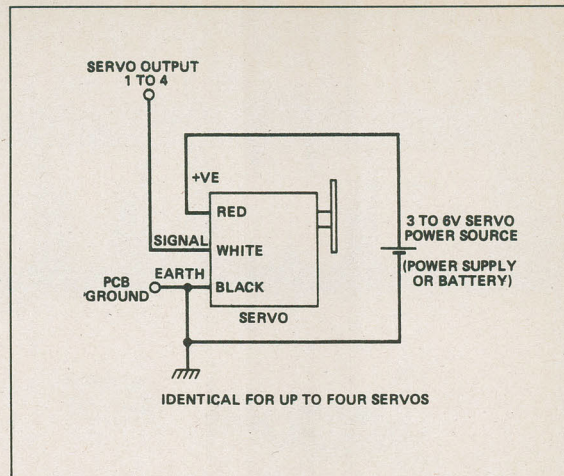 SERVO OUTPUT
1 TO 4
+VE
RED
SIGNAL
WHITE
EARTH
BLACK
PCB
'GROUND
SERVO
3 TO 6V SERVO
POWER SOURCE
(POWER SUPPLY
OR BATTERY)
IDENTICAL FOR UP TO FOUR SERVOS